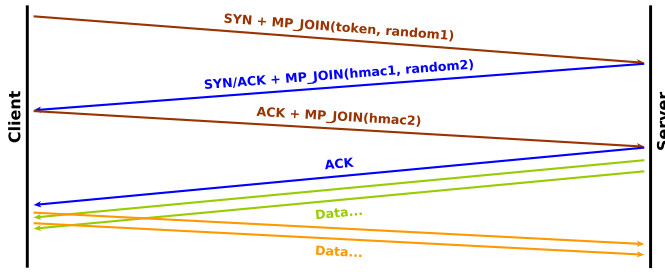 SYN + MP_JOIN(token, random1)
SYN/ACK + MP_JOIN(hmac1, random2)
Client
ACK + MP_JOIN(hmac2)
Server
ACK
Data...
Data...